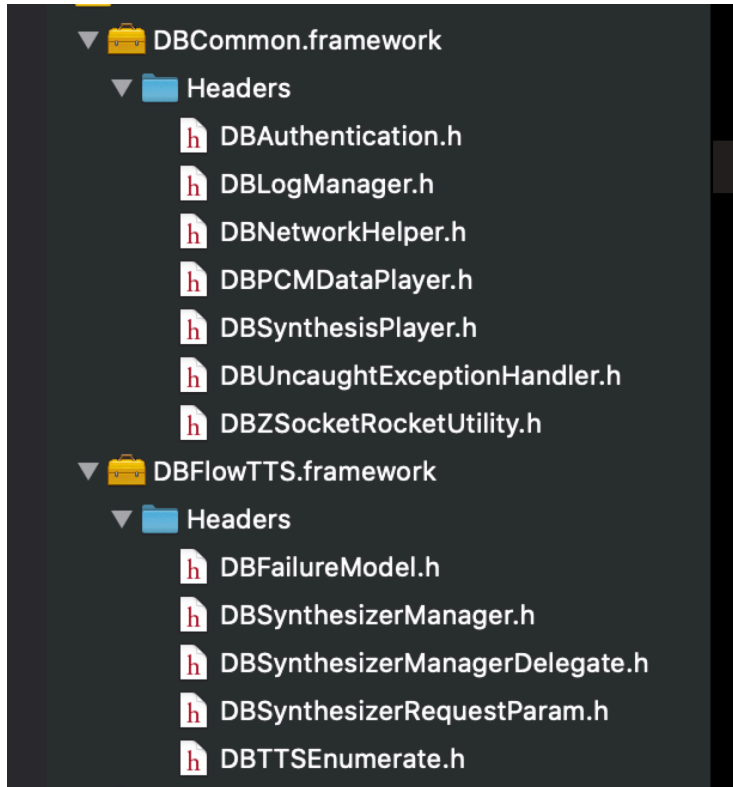 DBCommon.framework
Headers
h DBAuthentication.h
h DBLogManager.h
h DBNetworkHelper.h
h DBPCMDataPlayer.h
h DBSynthesisPlayer.h
h DBUncaughtExceptionHandler.h
h DBZSocketRocketUtility.h
DBFlowTTS.framework
Headers
h DBFailureModel.h
h DBSynthesizerManager.h
h DBSynthesizerManagerDelegate.h
h DBSynthesizerRequestParam.h
h DBTTSEnumerate.h